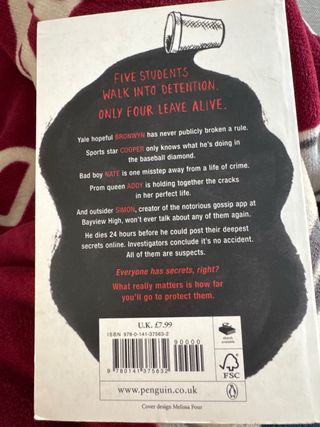 FIVE STUDENTS
WALK INTO DETENTION.
ONLY FOUR LEAVE ALIVE.
Yale hopeful BRONWYN has never publicly broken a rule.
Sports star COOPER only knows what he's doing in
the baseball diamond.
Bad boy NATE is one misstep away from a life of crime.
Prom queen ADDY is holding together the cracks
in her perfect life.
And outsider SIMON, creator of the notorious gossip app at
Bayview High, won't ever talk about any of them again.
He dies 24 hours before he could post their deepest
secrets online. Investigators conclude it's no accident.
All of them are suspects.
Everyone has secrets, right?
What really matters is how far
you'll go to protect them.
U.K. £7.99
ISBN 978-0-141-37563-2
90000
9 780141 375632
FSC
www.penguin.co.uk
Cover design Melissa Four